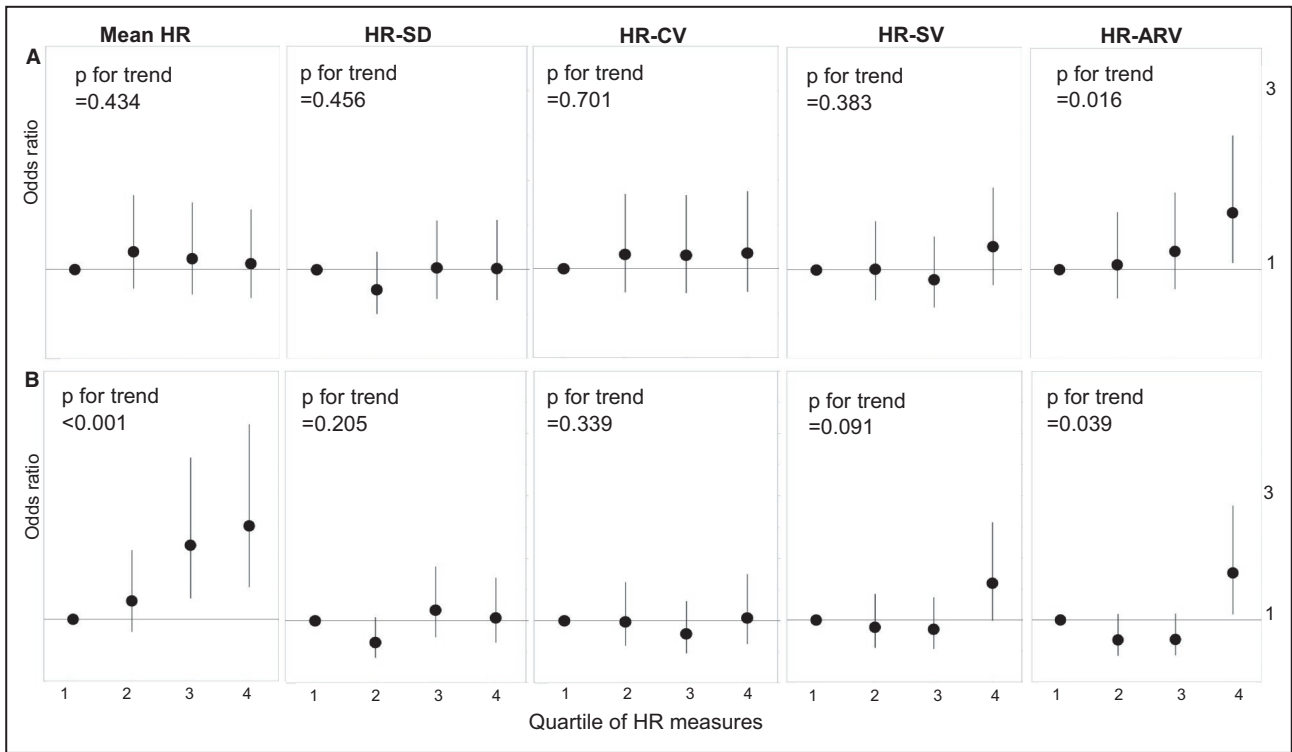 Mean HR HR-SD HR-CV HR-SV HR-ARV
A
p for trend p for trend p for trend p for trend p for trend
=0.434 =0.456 =0.701 =0.383 =0.016
3
Odds ratio
1
B
p for trend p for trend p for trend p for trend p for trend
<0.001 =0.205 =0.339 =0.091 =0.039
3
Odds ratio
1
1 2 3 4 1 2 3 4 1 2 3 4 1 2 3 4 1 2 3 4
Quartile of HR measures